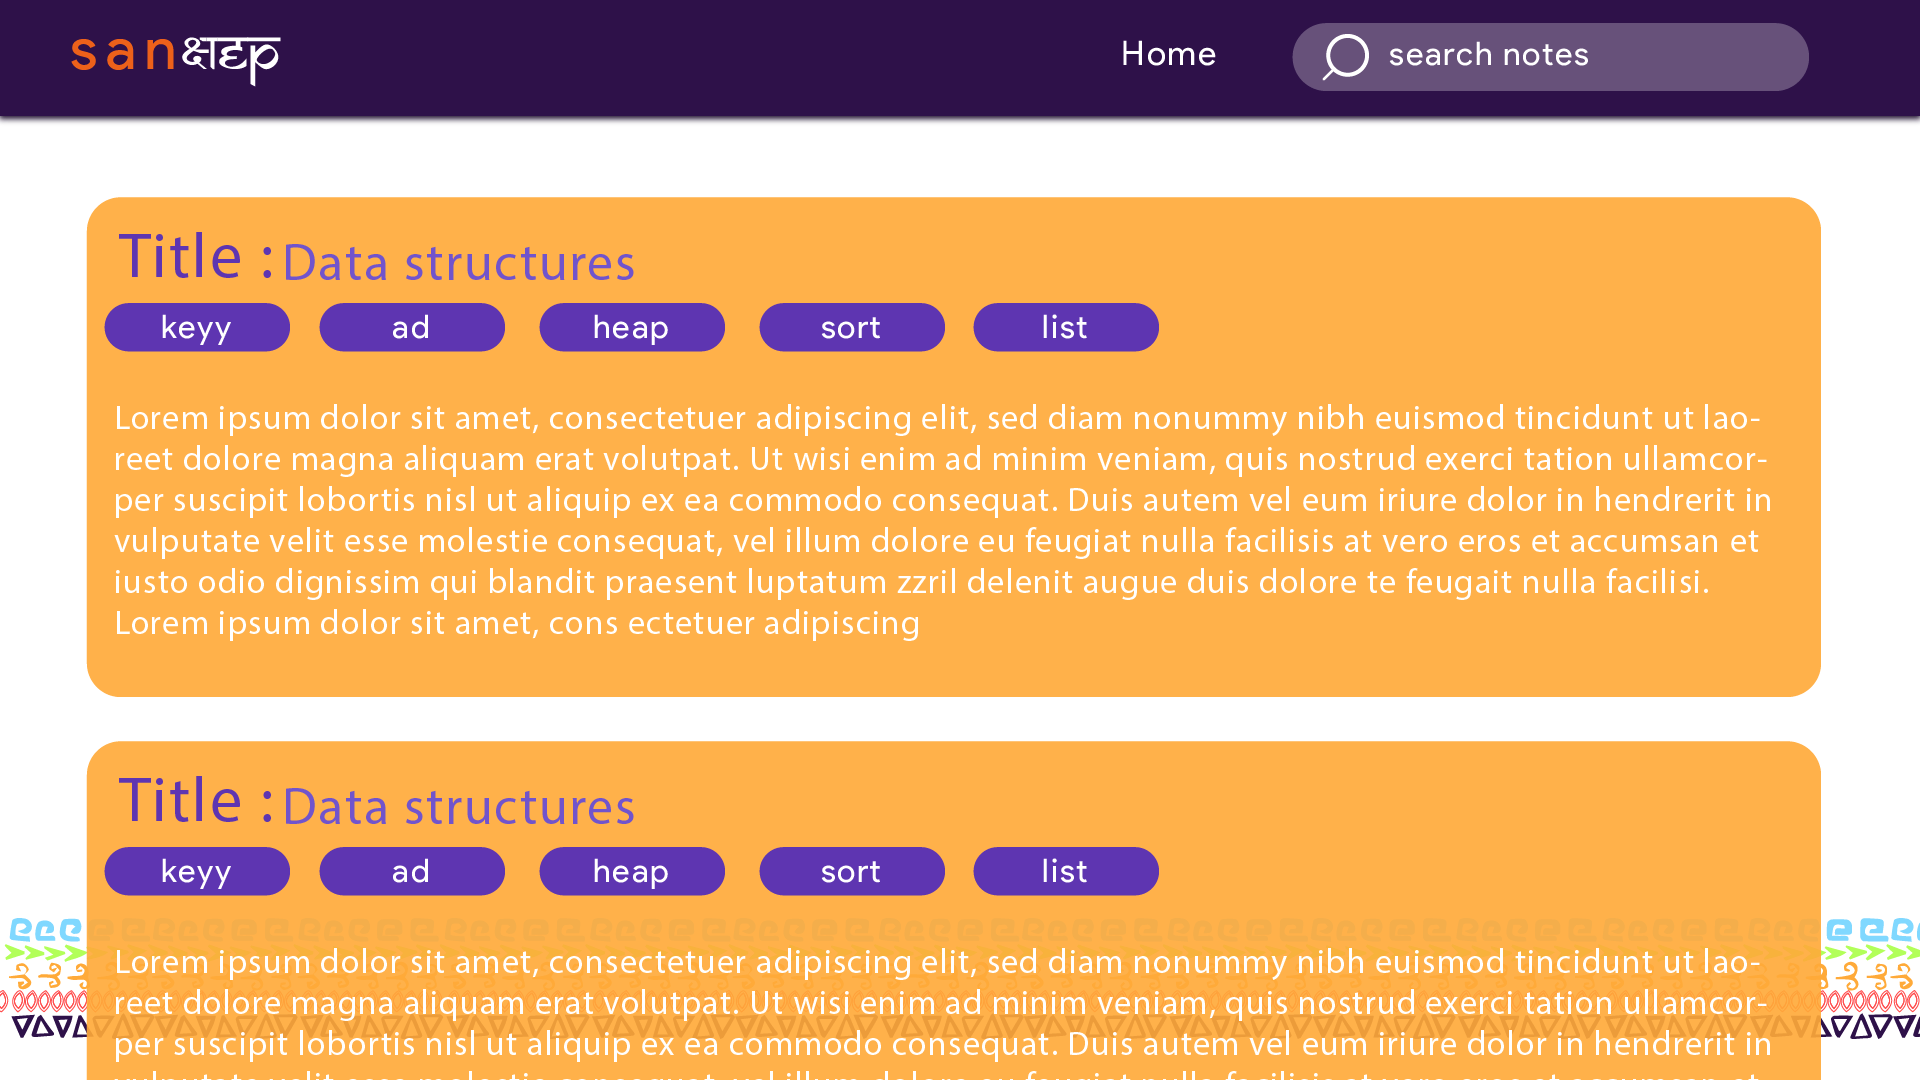 sanक्षेप
Home
search notes
Title : Data structures
keyy ad heap sort list
Lorem ipsum dolor sit amet, consectetuer adipiscing elit, sed diam nonummy nibh euismod tincidunt ut lao-
reet dolore magna aliquam erat volutpat. Ut wisi enim ad minim veniam, quis nostrud exerci tation ullamcor-
per suscipit lobortis nisl ut aliquip ex ea commodo consequat. Duis autem vel eum iriure dolor in hendrerit in
vulputate velit esse molestie consequat, vel illum dolore eu feugiat nulla facilisis at vero eros et accumsan et
iusto odio dignissim qui blandit praesent luptatum zzril delenit augue duis dolore te feugait nulla facilisi.
Lorem ipsum dolor sit amet, cons ectetuer adipiscing
Title : Data structures
keyy ad heap sort list
Lorem ipsum dolor sit amet, consectetuer adipiscing elit, sed diam nonummy nibh euismod tincidunt ut lao-
reet dolore magna aliquam erat volutpat. Ut wisi enim ad minim veniam, quis nostrud exerci tation ullamcor-
per suscipit lobortis nisl ut aliquip ex ea commodo consequat. Duis autem vel eum iriure dolor in hendrerit in